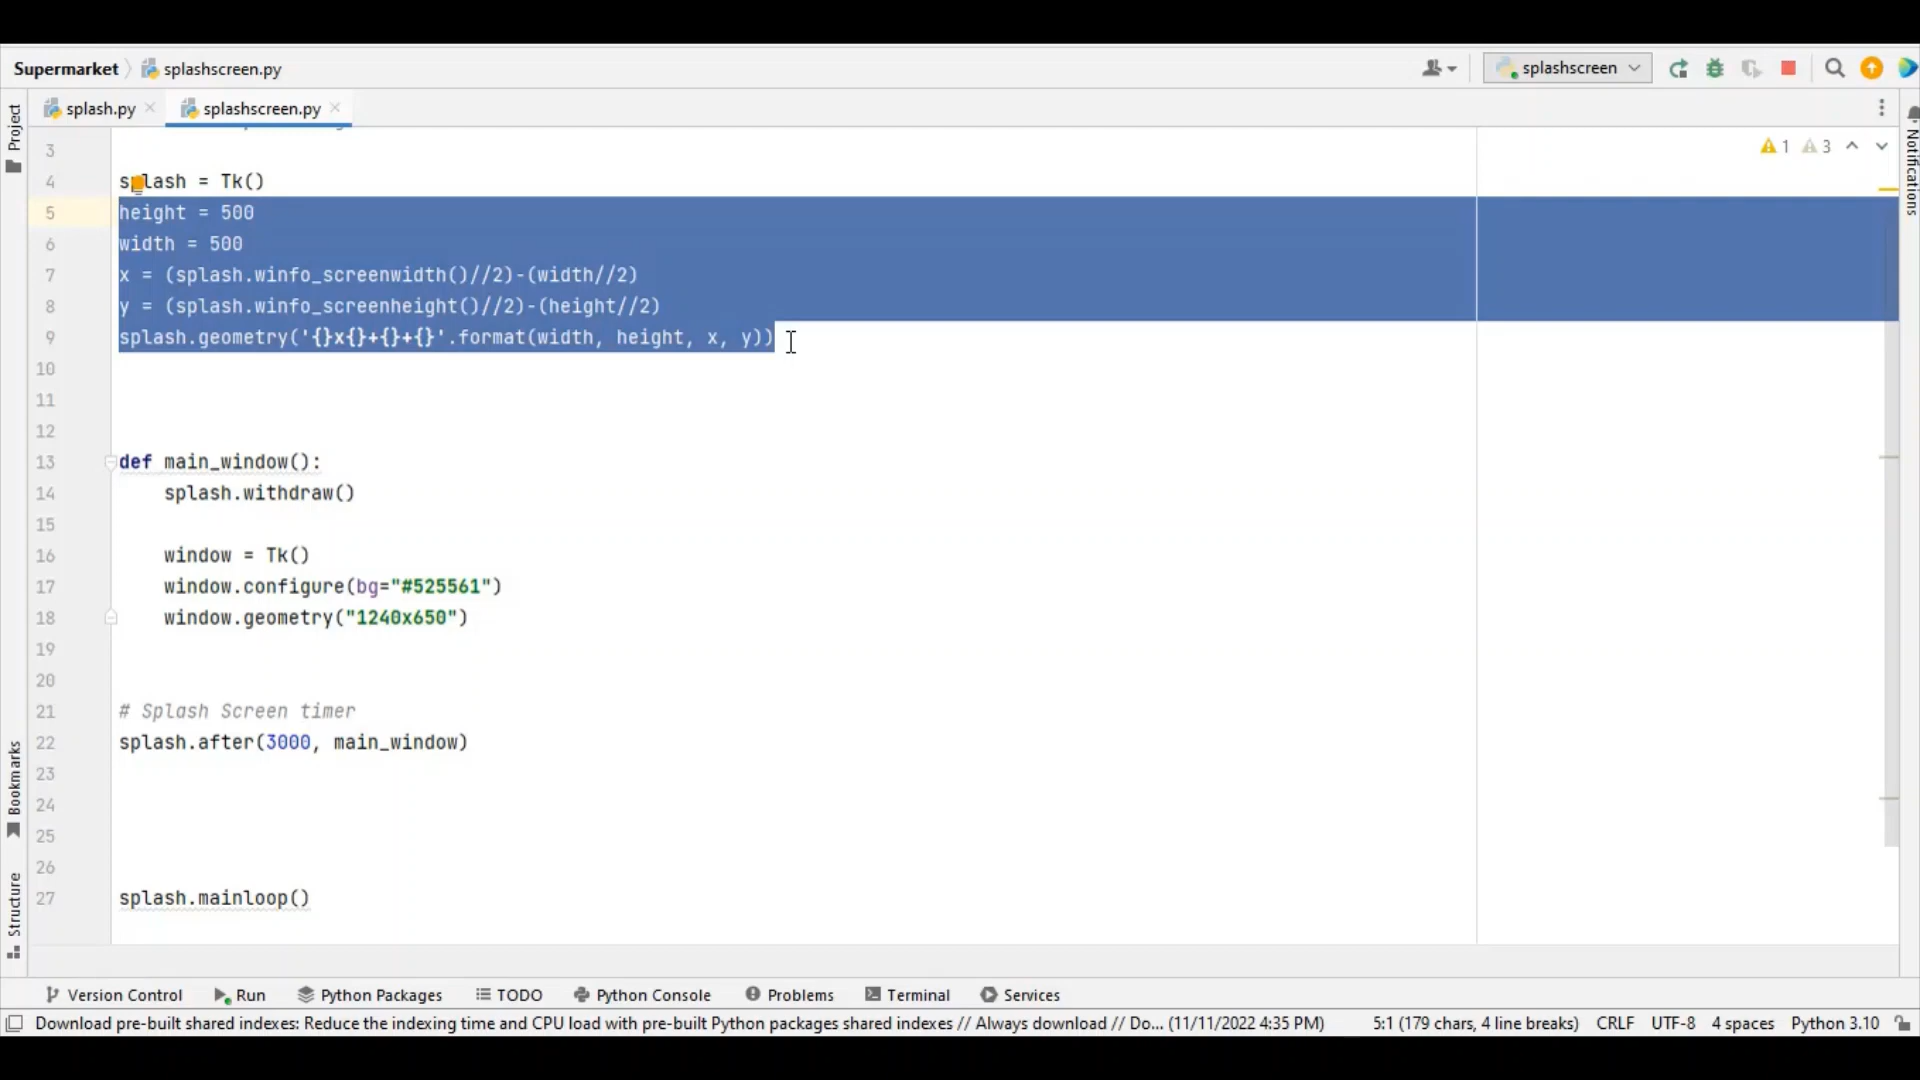 Supermarket splashscreen.py
splashscreen
splash.py splashscreen.py
Project
Notifications
1 3
3
4 splash = Tk()
5 height = 500
6 width = 500
7 x = (splash.winfo_screenwidth()//2)-(width//2)
8 y = (splash.winfo_screenheight()//2)-(height//2)
9 splash.geometry('{}x{}+{}+{}'.format(width, height, x, y))
10
11
12
13 def main_window():
14 splash.withdraw()
15
16 window = Tk()
17 window.configure(bg="#525561")
18 window.geometry("1240x650")
19
20
21 # Splash Screen timer
22 splash.after(3000, main_window)
23
24
25
26
27 splash.mainloop()
Bookmarks
Structure
Version Control Run Python Packages TODO Python Console Problems Terminal Services
Download pre-built shared indexes: Reduce the indexing time and CPU load with pre-built Python packages shared indexes // Always download // Do... (11/11/2022 4:35 PM) 5:1 (179 chars, 4 line breaks) CRLF UTF-8 4 spaces Python 3.10